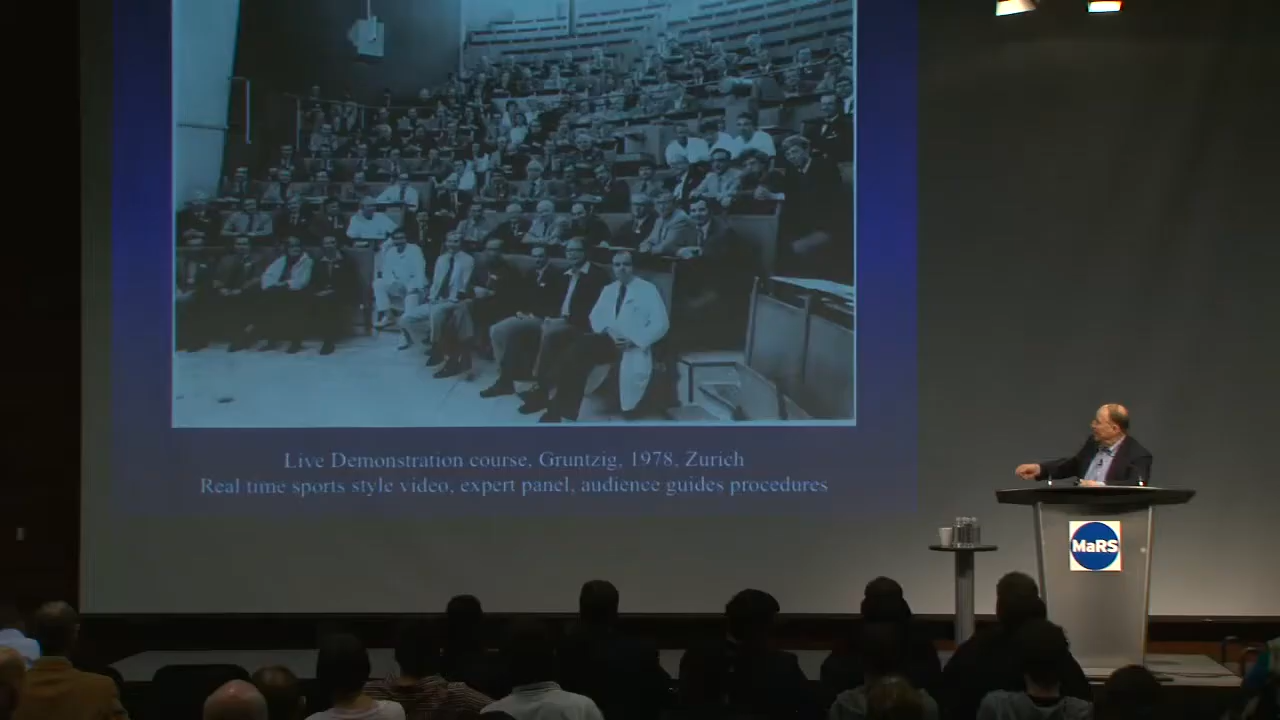 Live Demonstration course, Gruntzig, 1978, Zurich
Real time sports style video, expert panel, audience guides procedures
MaRS